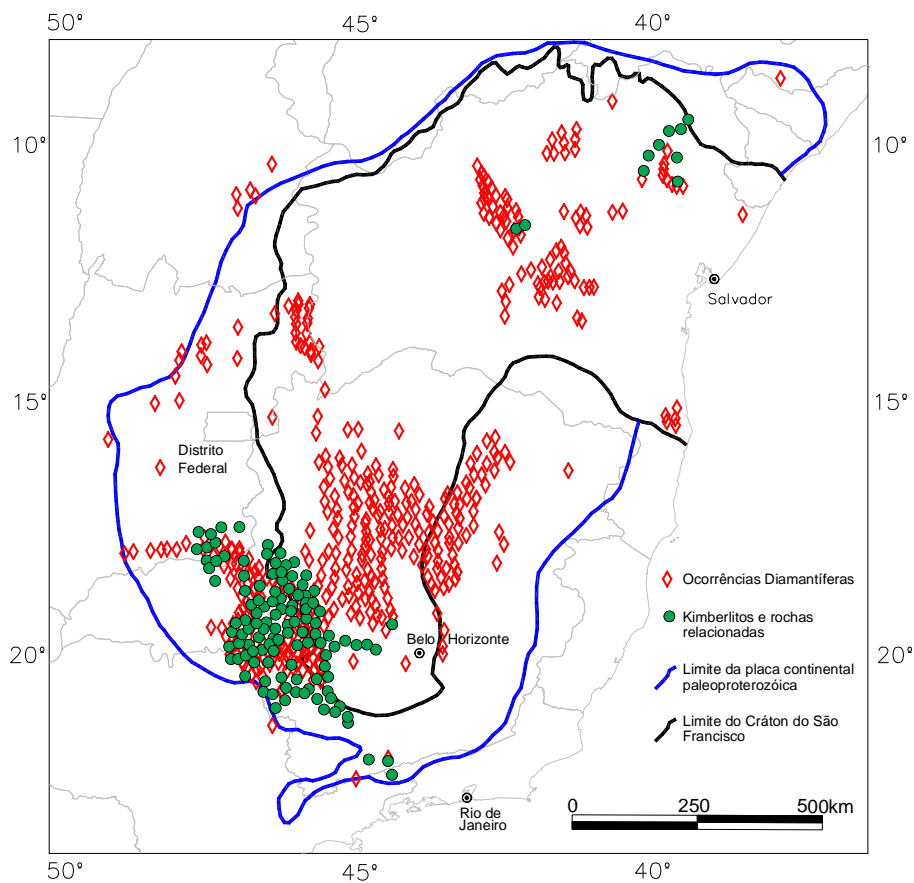 50°
45°
40°
10°
10°
Salvador
15°
15°
Distrito
Federal
Ocorrências Diamantíferas
Kimberlitos e rochas
relacionadas
Belo Horizonte
20°
20°
Limite da placa continental
paleoproterozóica
Limite do Cráton do São
Francisco
Rio de
Janeiro
0 250 500km
50°
45°
40°